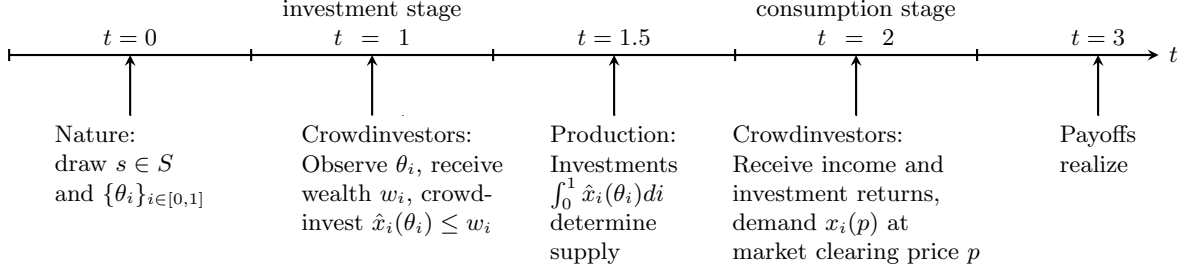 investment stage
consumption stage
t = 0
t = 1
t = 1.5
t = 2
t = 3
t
Nature:
draw s ∈ S
and {θ_i}_{i∈[0,1]}
Crowdinvestors:
Observe θ_i, receive
wealth w_i, crowd-
invest x̂_i(θ_i) ≤ w_i
Production:
Investments
∫_0^1 x̂_i(θ_i)di
determine
supply
Crowdinvestors:
Receive income and
investment returns,
demand x_i(p) at
market clearing price p
Payoffs
realize